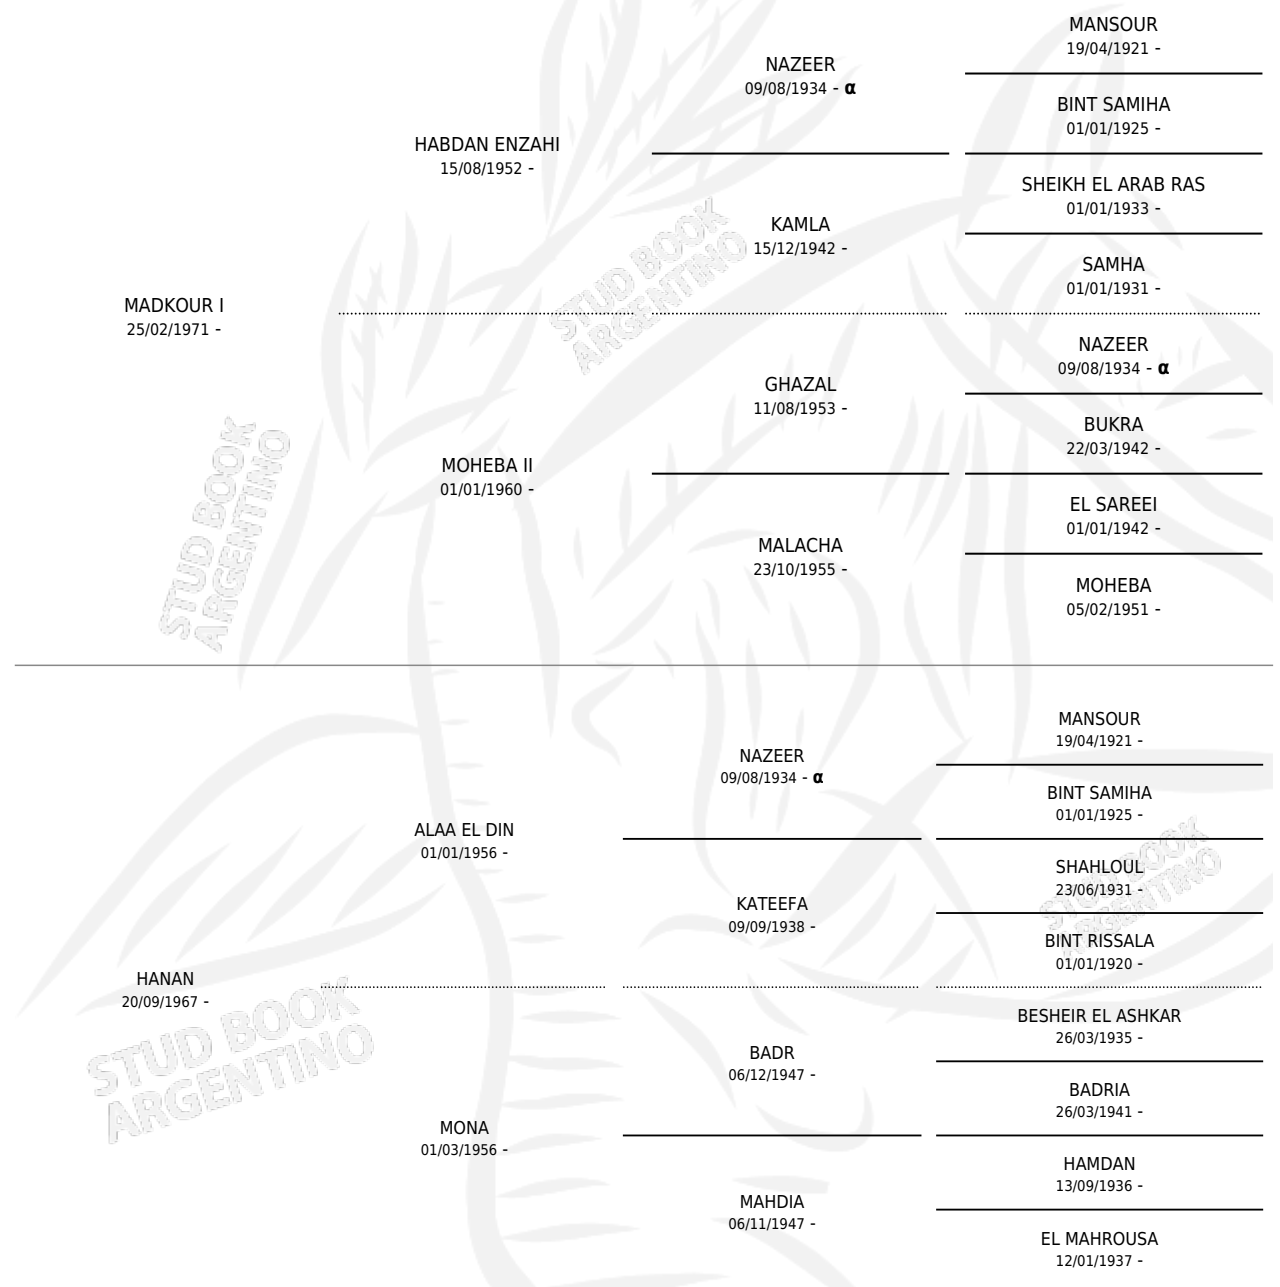 MANSOUR
19/04/1921 -
NAZEER
09/08/1934 - α
BINT SAMIHA
01/01/1925 -
HABDAN ENZAHI
15/08/1952 -
SHEIKH EL ARAB RAS
01/01/1933 -
KAMLA
15/12/1942 -
SAMHA
01/01/1931 -
MADKOUR I
25/02/1971 -
NAZEER
09/08/1934 - α
GHAZAL
11/08/1953 -
BUKRA
22/03/1942 -
MOHEBA II
01/01/1960 -
EL SAREEI
01/01/1942 -
MALACHA
23/10/1955 -
MOHEBA
05/02/1951 -
STUD BOOK
ARGENTINO
STUD BOOK
ARGENTINO
MANSOUR
19/04/1921 -
NAZEER
09/08/1934 - α
BINT SAMIHA
01/01/1925 -
ALAA EL DIN
01/01/1956 -
SHAHLOUL
23/06/1931 -
KATEEFA
09/09/1938 -
BINT RISSALA
01/01/1920 -
HANAN
20/09/1967 -
BESHEIR EL ASHKAR
26/03/1935 -
BADR
06/12/1947 -
BADRIA
26/03/1941 -
MONA
01/03/1956 -
HAMDAN
13/09/1936 -
MAHDIA
06/11/1947 -
EL MAHROUSA
12/01/1937 -
STUD BOOK
ARGENTINO
STUD BOOK
ARGENTINO